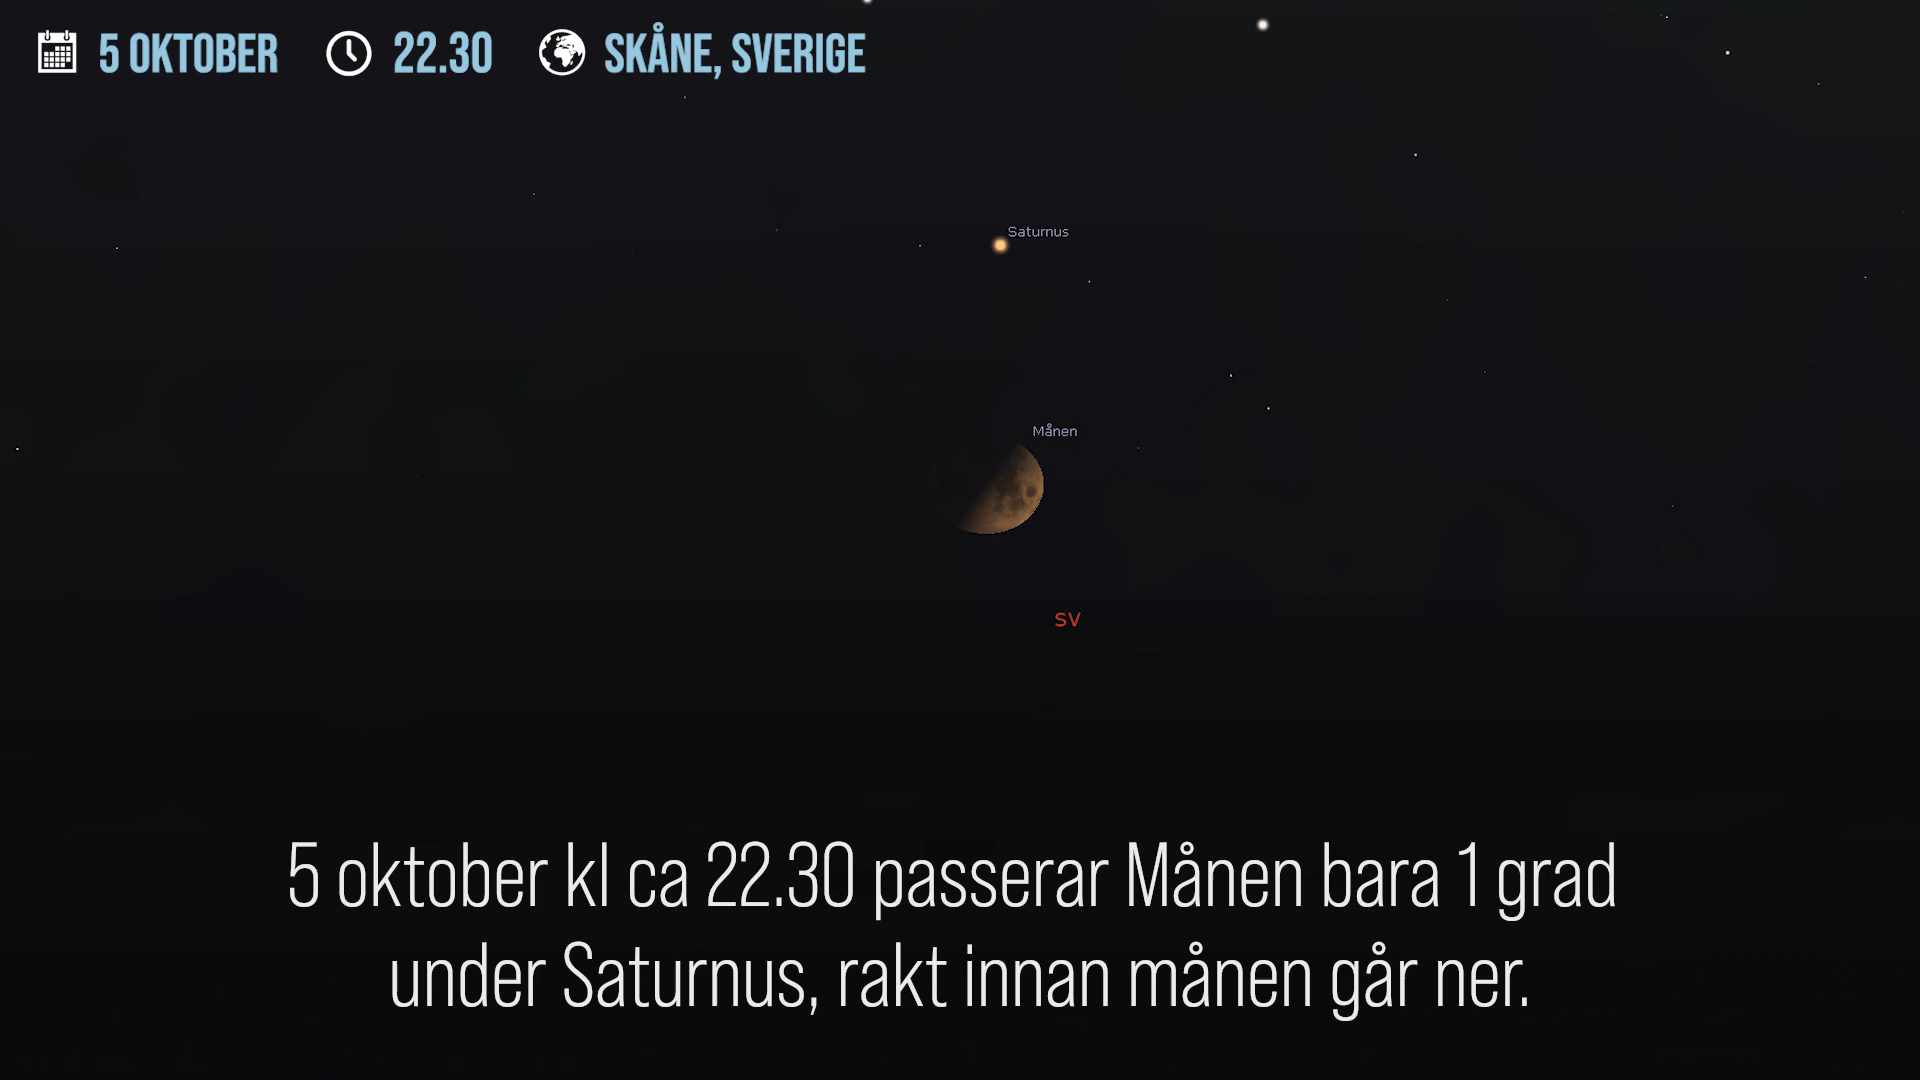 5 OKTOBER 22.30 SKÅNE, SVERIGE
Saturnus
Månen
SV
5 oktober kl ca 22.30 passerar Månen bara 1 grad
under Saturnus, rakt innan månen går ner.